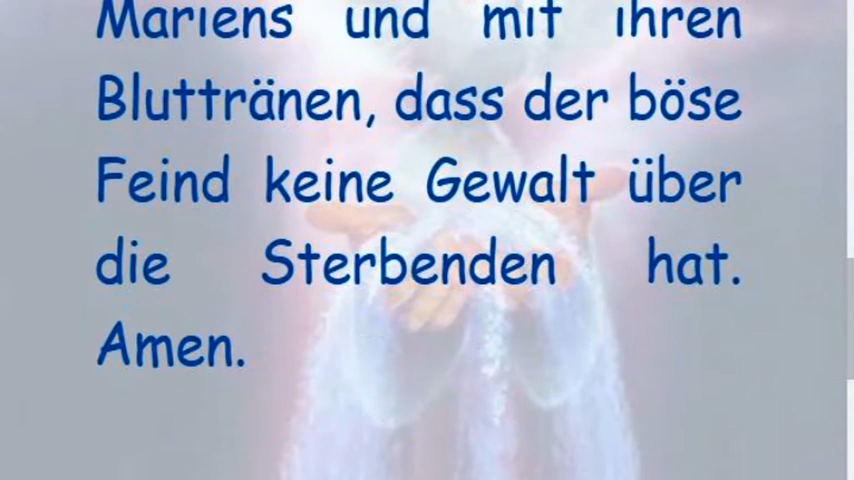 Mariens und mit ihren
Bluttränen, dass der böse
Feind keine Gewalt über
die Sterbenden hat.
Amen.